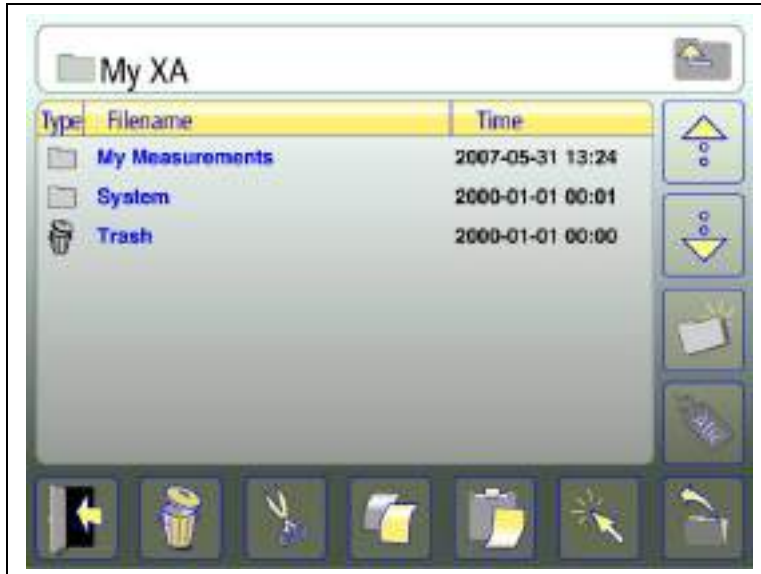 My XA
Type Filename Time
My Measurements 2007-05-31 13:24
System 2000-01-01 00:01
Trash 2000-01-01 00:00